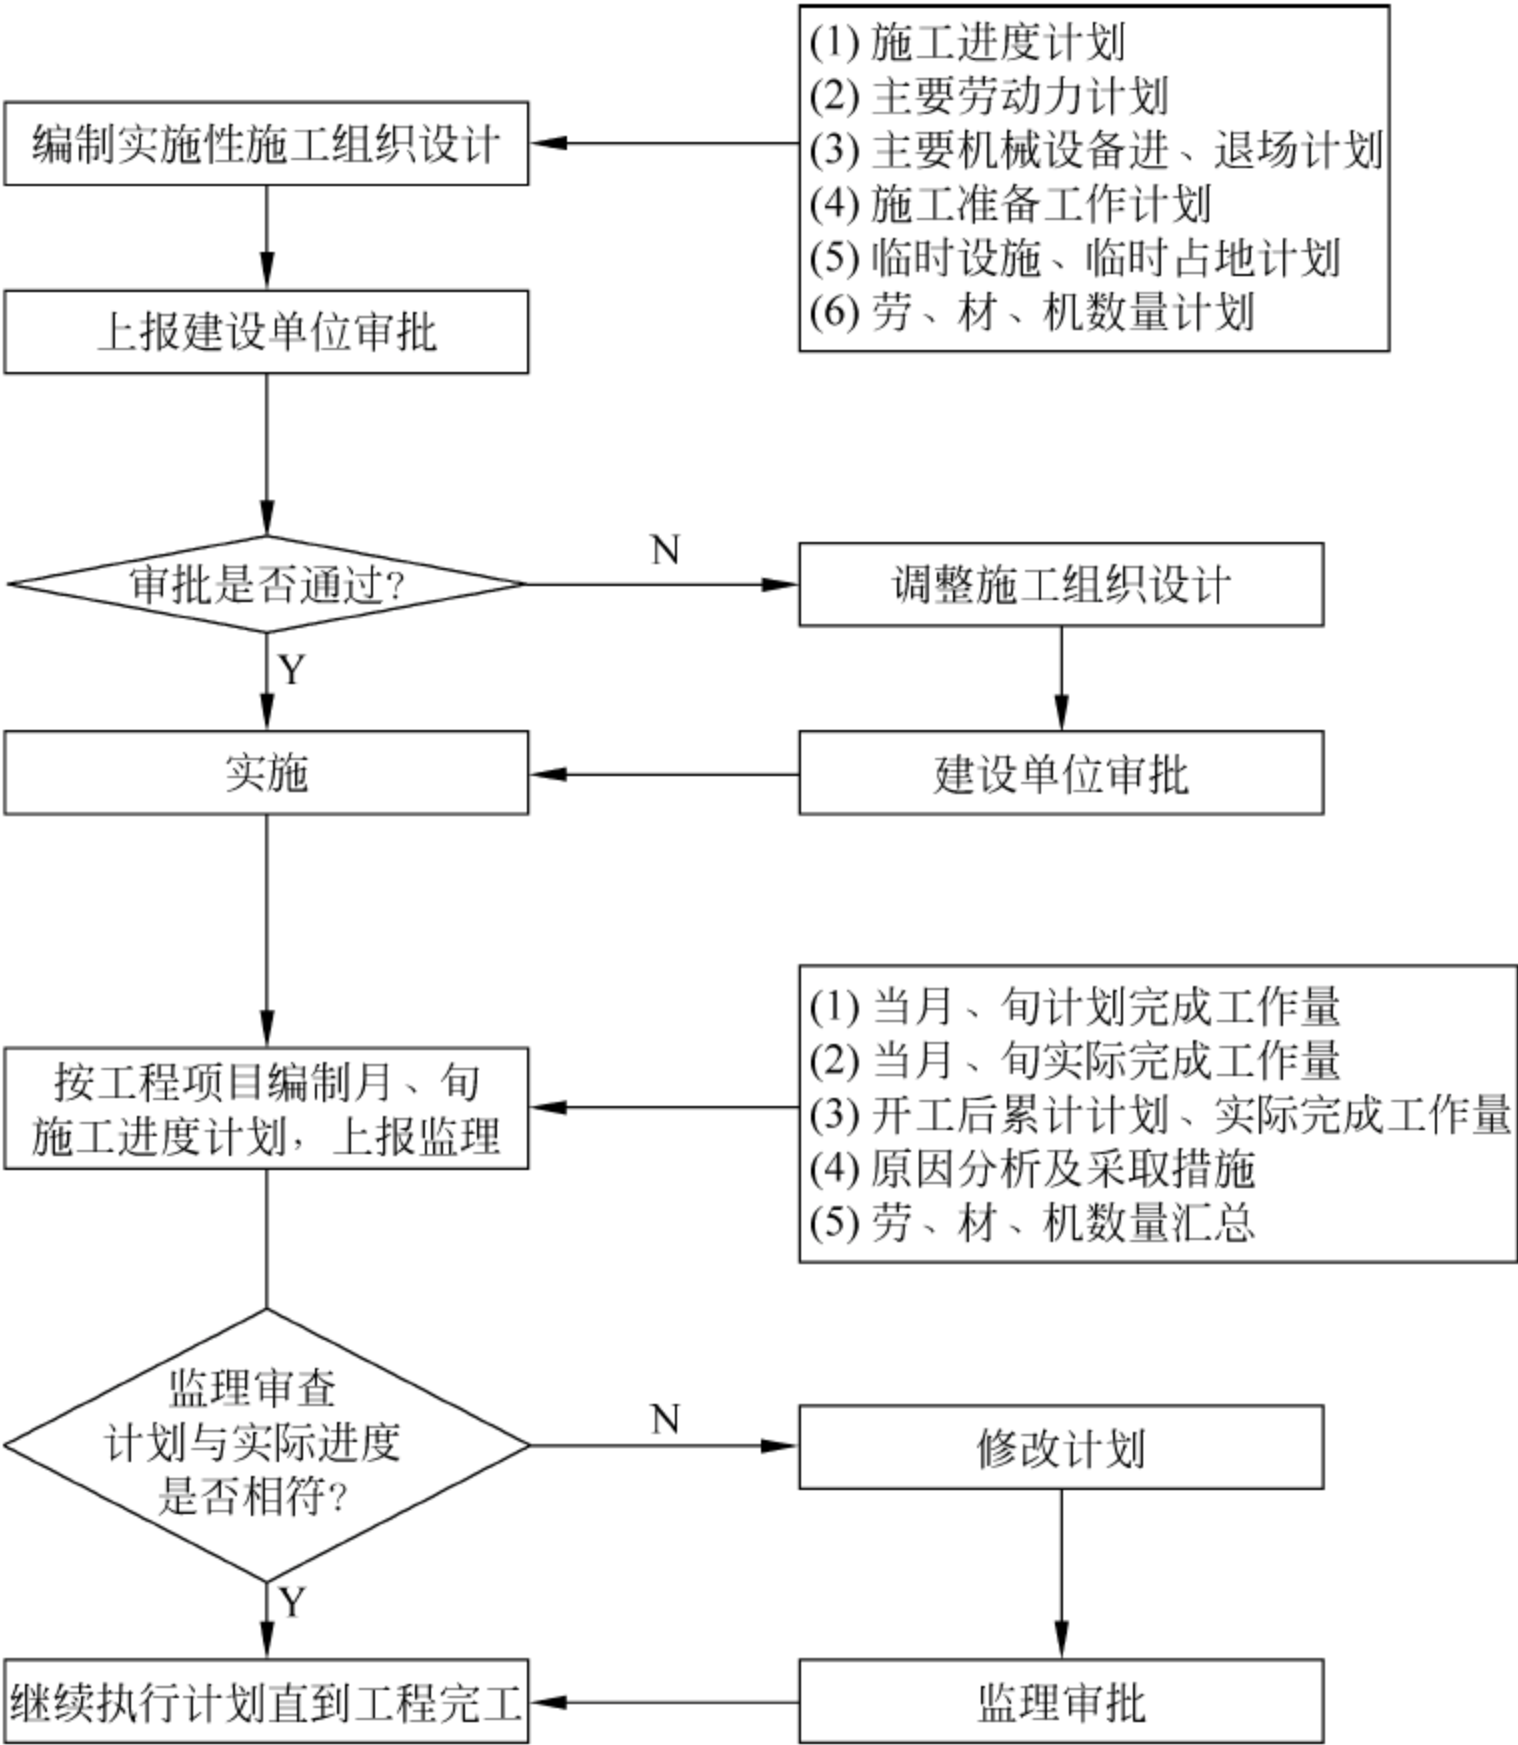 (1) 施工进度计划
(2) 主要劳动力计划
(3) 主要机械设备进、退场计划
(4) 施工准备工作计划
(5) 临时设施、临时占地计划
(6) 劳、材、机数量计划
编制实施性施工组织设计
上报建设单位审批
审批是否通过?
N
调整施工组织设计
Y
实施
建设单位审批
(1) 当月、旬计划完成工作量
(2) 当月、旬实际完成工作量
(3) 开工后累计计划、实际完成工作量
(4) 原因分析及采取措施
(5) 劳、材、机数量汇总
按工程项目编制月、旬
施工进度计划，上报监理
监理审查
计划与实际进度
是否相符?
N
修改计划
Y
继续执行计划直到工程完工
监理审批